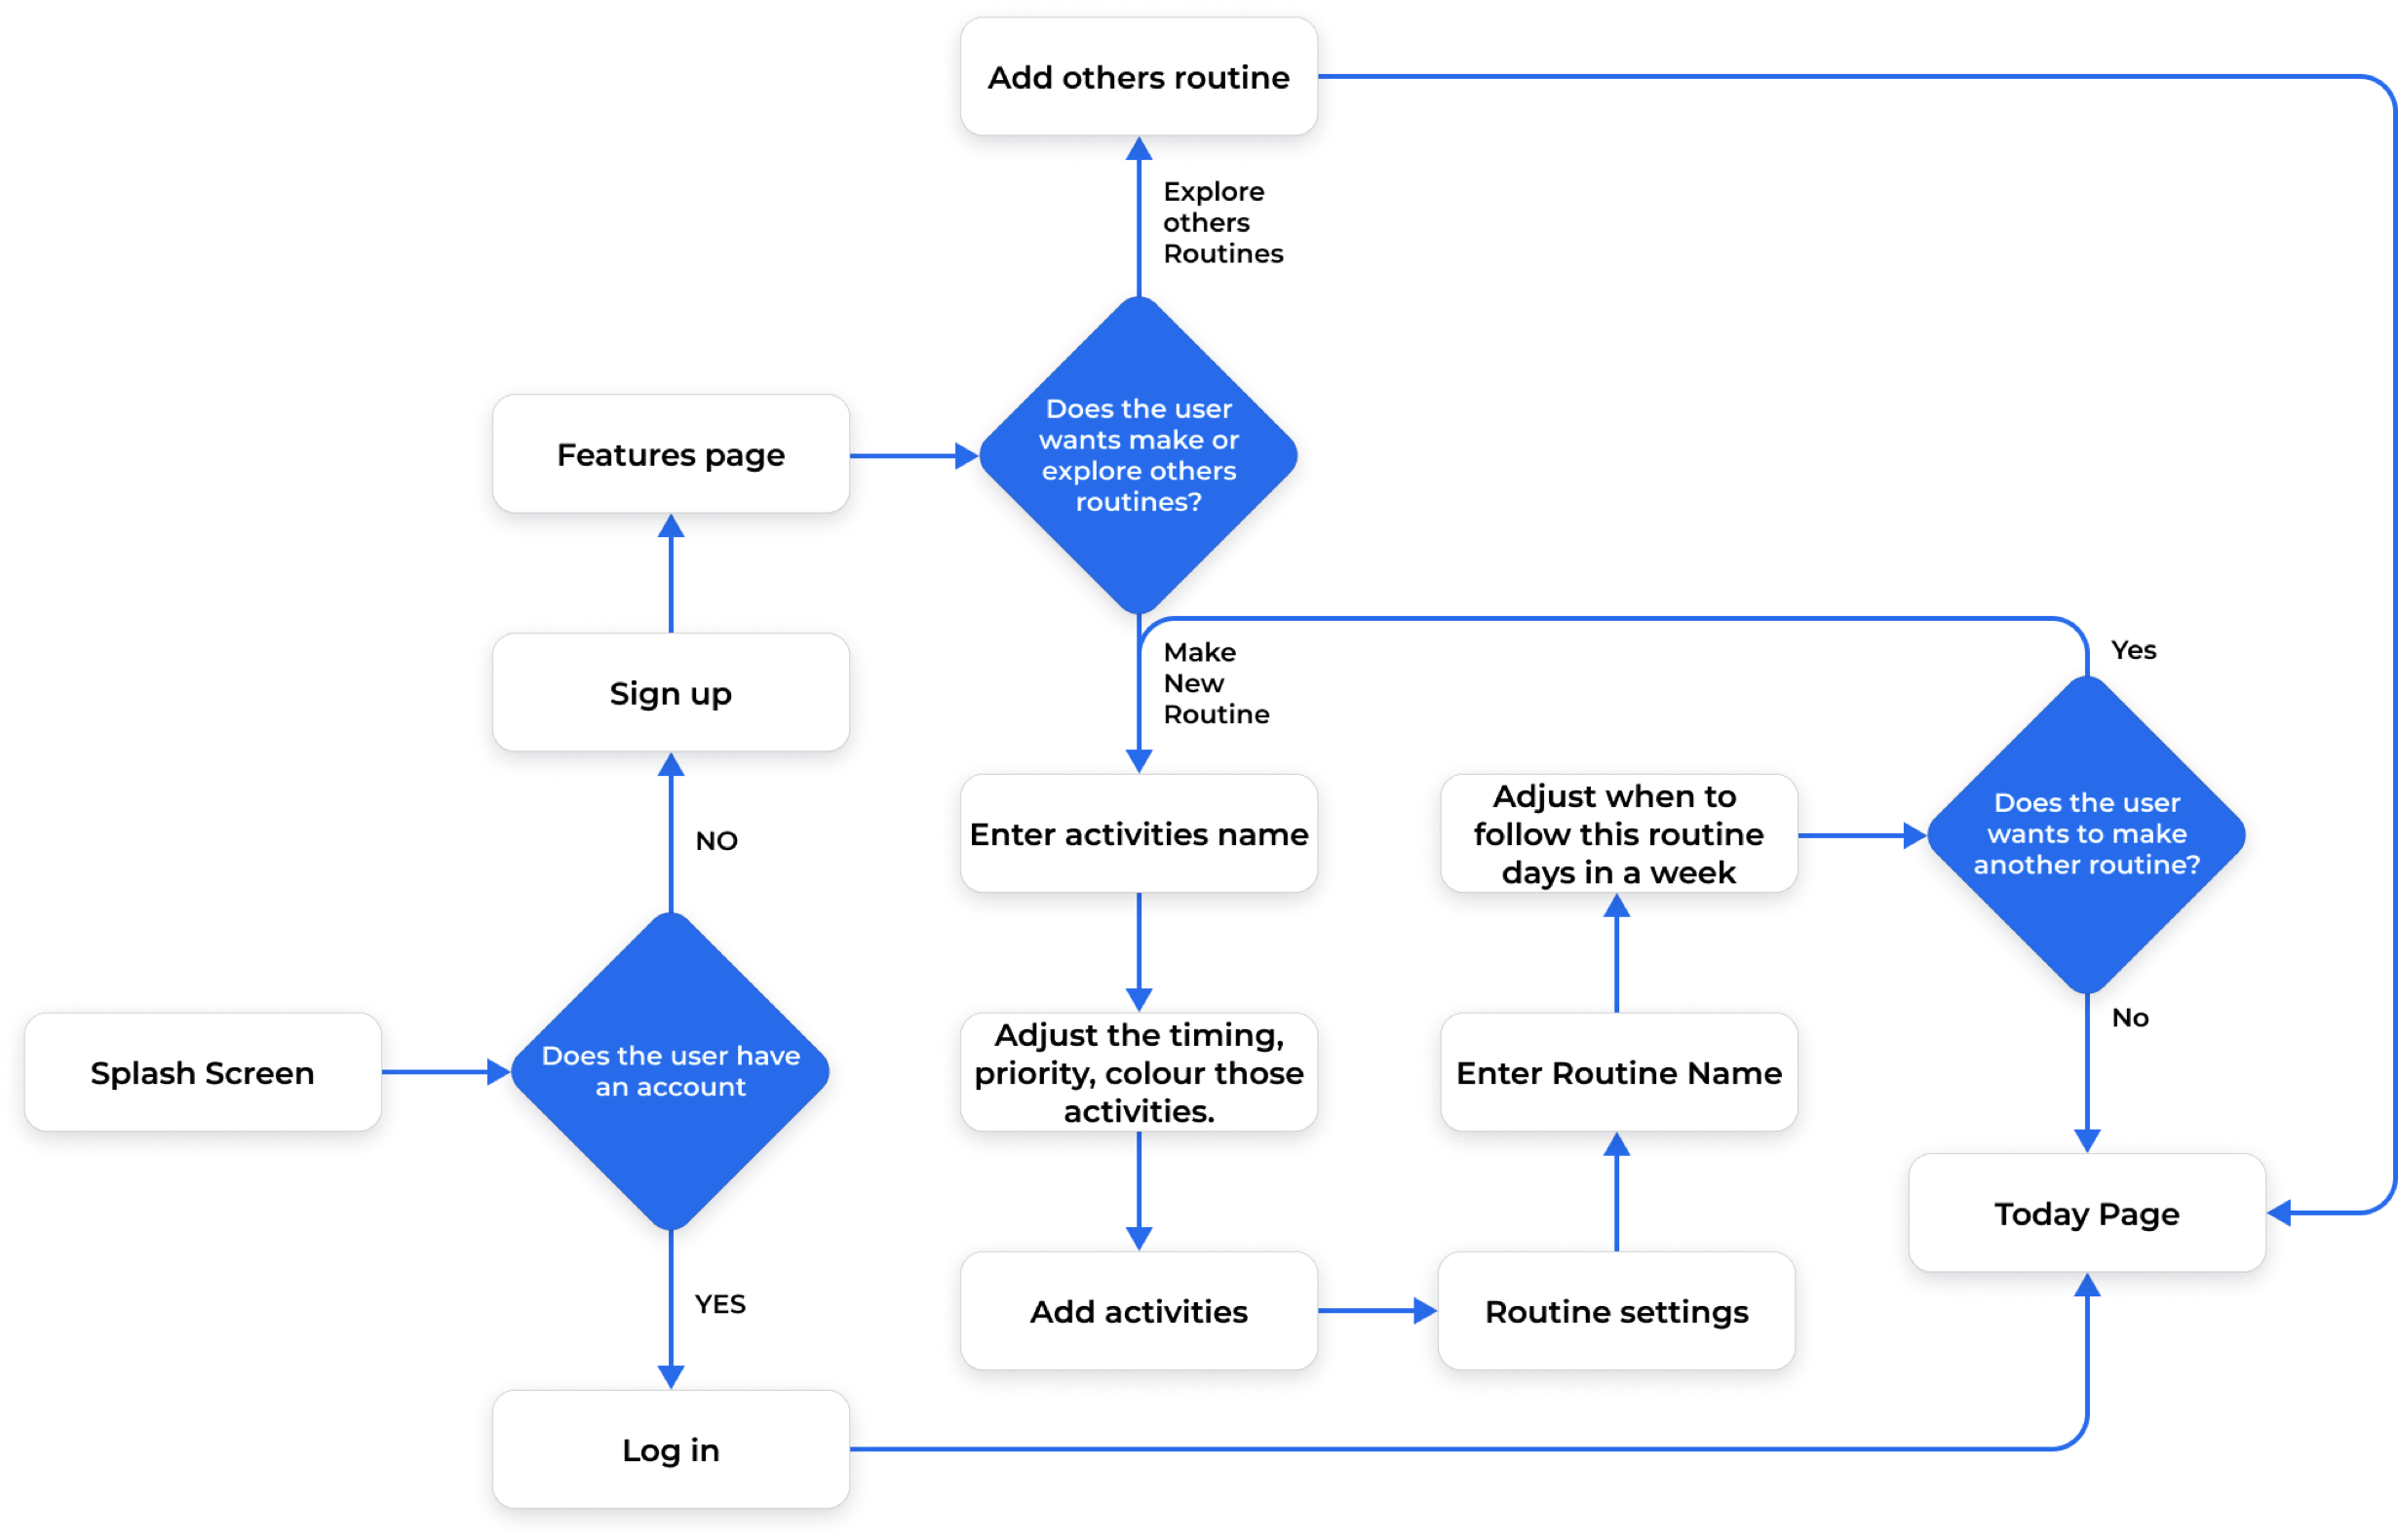 Add others routine
Explore
others
Routines
Does the user
wants make or
explore others
routines?
Features page
Make
New
Routine
Yes
Sign up
Enter activities name
Adjust when to
follow this routine
days in a week
Does the user
wants to make
another routine?
NO
No
Splash Screen
Does the user have
an account
Adjust the timing,
priority, colour those
activities.
Enter Routine Name
Today Page
YES
Add activities
Routine settings
Log in